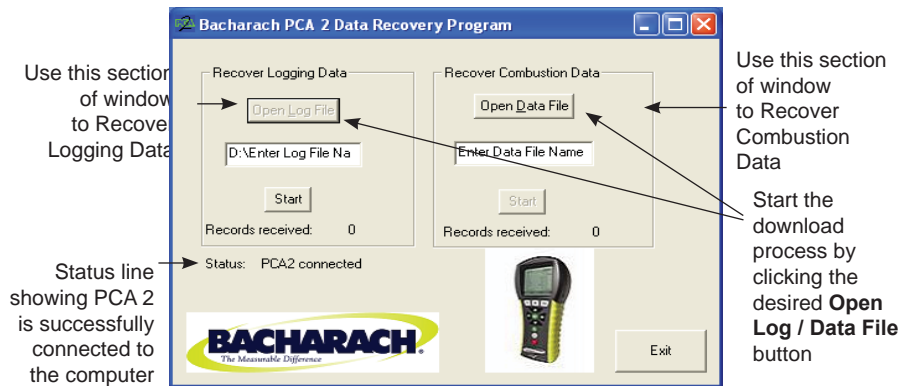 Bacharach PCA 2 Data Recovery Program
Use this section
of window
to Recover
Logging Data
Recover Logging Data
Open Log File
D:\Enter Log File Na
Start
Records received: 0
Recover Combustion Data
Open Data File
Enter Data File Name
Start
Records received: 0
Use this section
of window
to Recover
Combustion
Data
Start the
download
process by
clicking the
desired Open
Log / Data File
button
Status: PCA2 connected
Status line
showing PCA 2
is successfully
connected to
the computer
BACHARACH.
The Measurable Difference
Exit